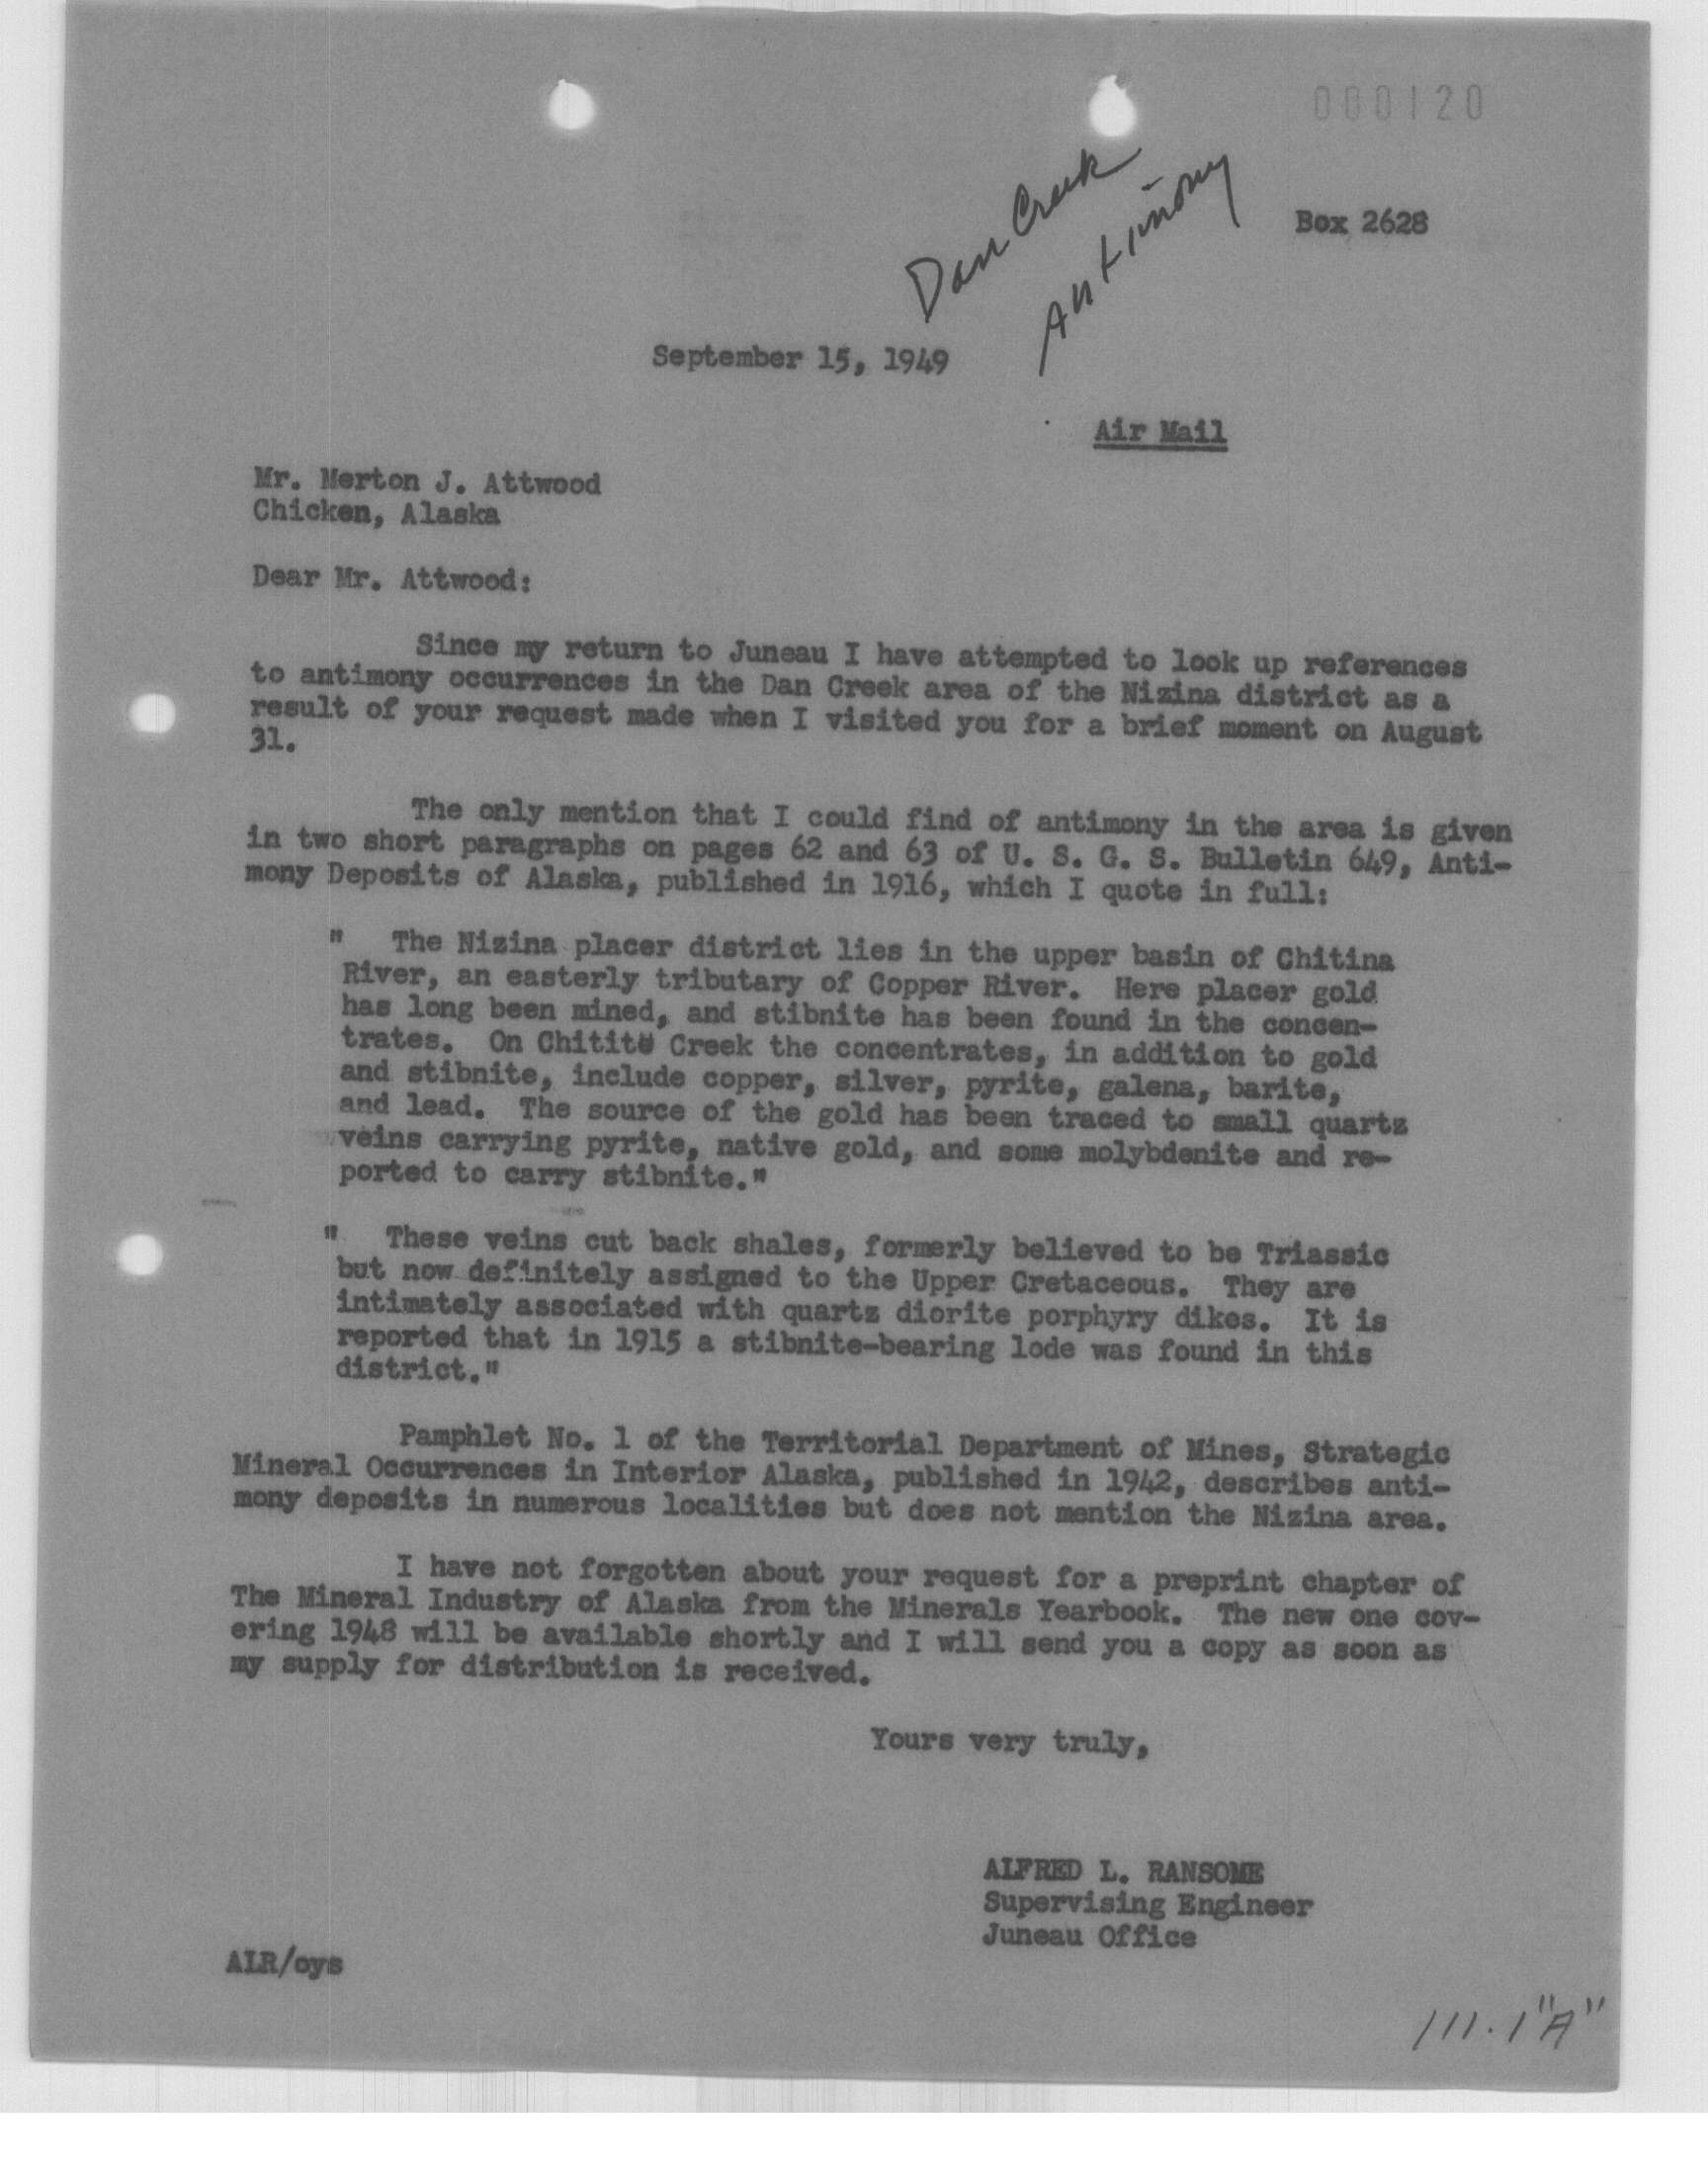 000120
Dan Creek
Antimony
Box 2628
September 15, 1949
Air Mail
Mr. Merton J. Attwood
Chicken, Alaska
Dear Mr. Attwood:
Since my return to Juneau I have attempted to look up references
to antimony occurrences in the Dan Creek area of the Nizina district as a
result of your request made when I visited you for a brief moment on August
31.
The only mention that I could find of antimony in the area is given
in two short paragraphs on pages 62 and 63 of U. S. G. S. Bulletin 649, Anti-
mony Deposits of Alaska, published in 1916, which I quote in full:
" The Nizina placer district lies in the upper basin of Chitina
River, an easterly tributary of Copper River. Here placer gold
has long been mined, and stibnite has been found in the concen-
trates. On Chititu Creek the concentrates, in addition to gold
and stibnite, include copper, silver, pyrite, galena, barite,
and lead. The source of the gold has been traced to small quartz
veins carrying pyrite, native gold, and some molybdenite and re-
ported to carry stibnite."
" These veins cut back shales, formerly believed to be Triassic
but now definitely assigned to the Upper Cretaceous. They are
intimately associated with quartz diorite porphyry dikes. It is
reported that in 1915 a stibnite-bearing lode was found in this
district."
Pamphlet No. 1 of the Territorial Department of Mines, Strategic
Mineral Occurrences in Interior Alaska, published in 1942, describes anti-
mony deposits in numerous localities but does not mention the Nizina area.
I have not forgotten about your request for a preprint chapter of
The Mineral Industry of Alaska from the Minerals Yearbook. The new one cov-
ering 1948 will be available shortly and I will send you a copy as soon as
my supply for distribution is received.
Yours very truly,
ALFRED L. RANSOME
Supervising Engineer
Juneau Office
ALR/oys
111.1"A"